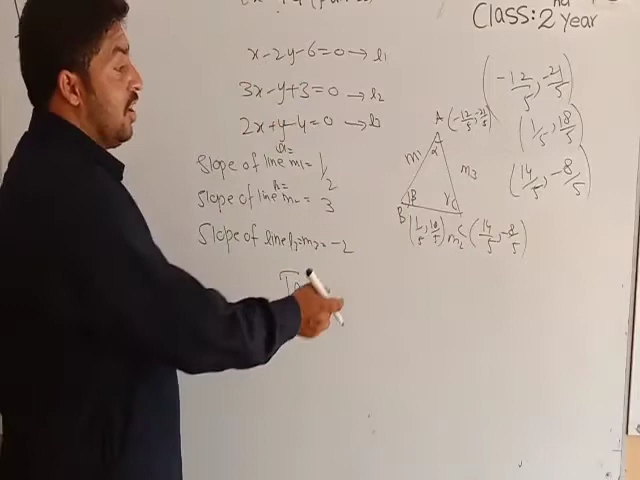 Class: 2nd year
x-2y-6=0→l1
3x-y+3=0→l2
2x+y-4=0→l3
Slope of line l1= m1= 1/2
Slope of line l2= m2= 3
Slope of line l3=m3=-2
(-12/5, -21/5)
(1/5, 18/5)
(14/5, -8/5)
A (-12/5, -21/5)
α
m1
m3
β
γ
B (1/5, 18/5)
m2
C (14/5, -8/5)